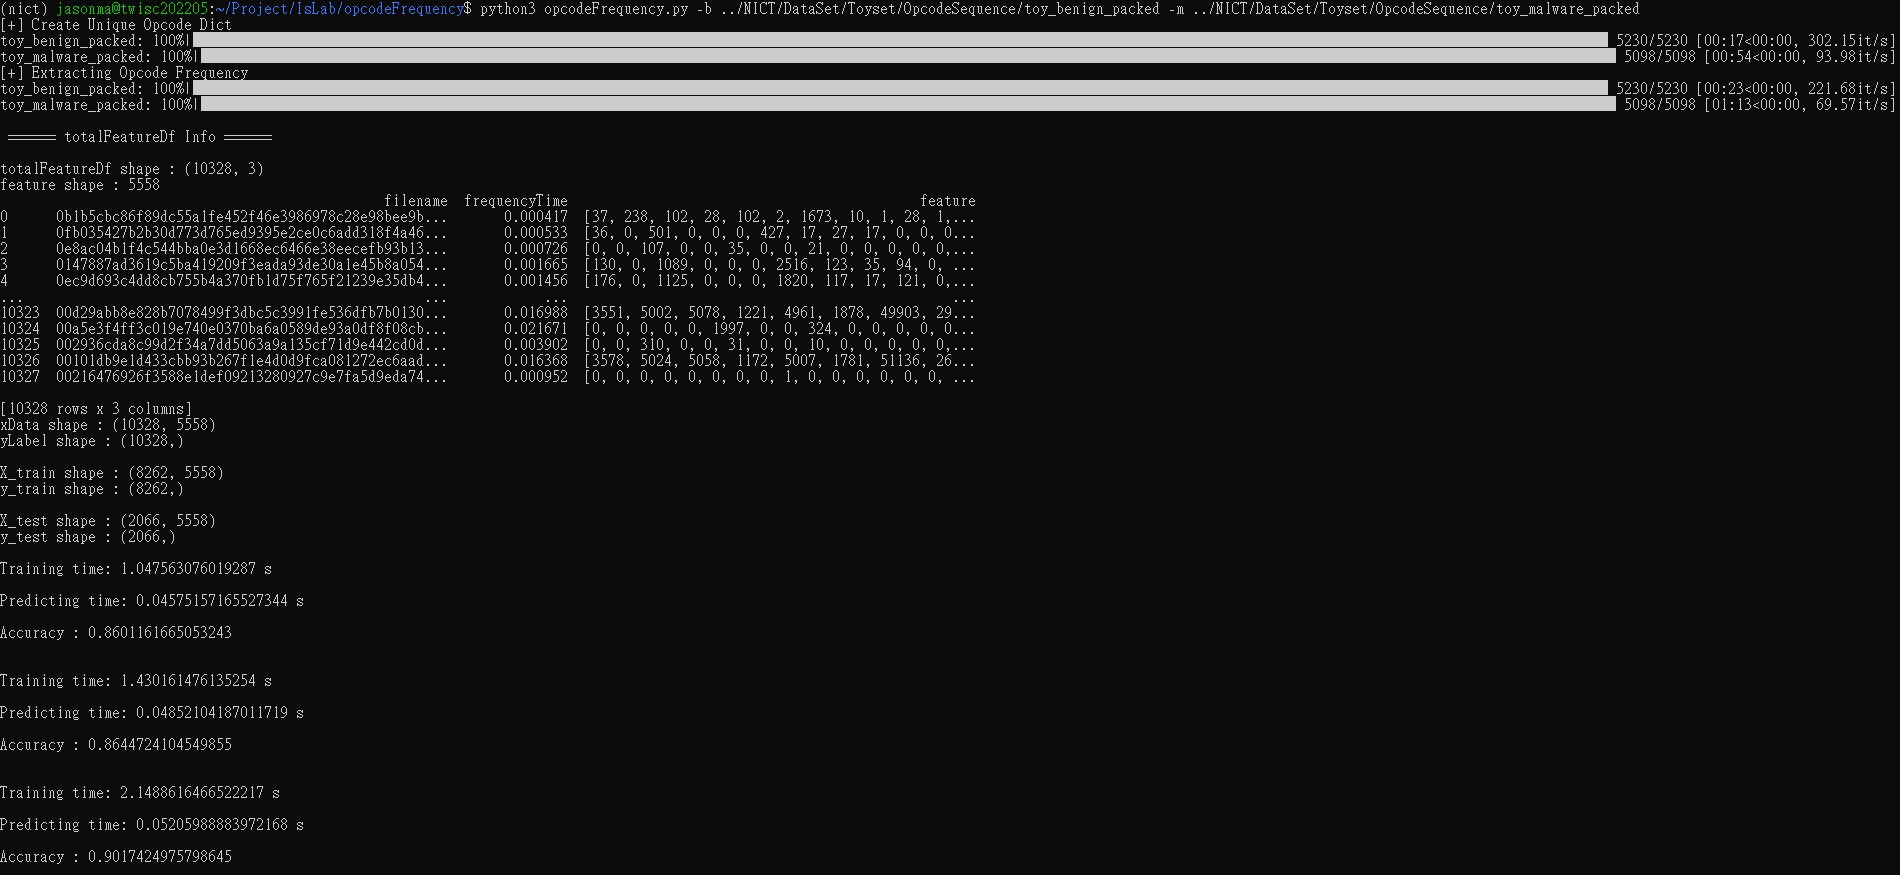 (nict) jasonma@twisc202205:~/Project/IsLab/opcodeFrequency$ python3 opcodeFrequency.py -b ../NICT/DataSet/Toyset/OpcodeSequence/toy_benign_packed -m ../NICT/DataSet/Toyset/OpcodeSequence/toy_malware_packed
[+] Create Unique Opcode Dict
toy_benign_packed: 100%| 5230/5230 [00:17<00:00, 302.15it/s]
toy_malware_packed: 100%| 5098/5098 [00:54<00:00, 93.98it/s]
[+] Extracting Opcode Frequency
toy_benign_packed: 100%| 5230/5230 [00:23<00:00, 221.68it/s]
toy_malware_packed: 100%| 5098/5098 [01:13<00:00, 69.57it/s]
====== totalFeatureDf Info ======
totalFeatureDf shape : (10328, 3)
feature shape : 5558
filename frequencyTime feature
0 0b1b5cbc86f89dc55a1fe452f46e3986978c28e98bee9b... 0.000417 [37, 238, 102, 28, 102, 2, 1673, 10, 1, 28, 1,...
1 0fb035427b2b30d773d765ed9395e2ce0c6add318f4a46... 0.000533 [36, 0, 501, 0, 0, 0, 427, 17, 27, 17, 0, 0, 0...
2 0e8ac04b1f4c544bba0e3d1668ec6466e38eecefb93b13... 0.000726 [0, 0, 107, 0, 0, 35, 0, 0, 21, 0, 0, 0, 0, 0,...
3 0147887ad3619c5ba419209f3eada93de30a1e45b8a054... 0.001665 [130, 0, 1089, 0, 0, 0, 2516, 123, 35, 94, 0, ...
4 0ec9d693c4dd8cb755b4a370fb1d75f765f21239e35db4... 0.001456 [176, 0, 1125, 0, 0, 0, 1820, 117, 17, 121, 0,...
... ... ... ...
10323 00d29abb8e828b7078499f3dbc5c3991fe536dfb7b0130... 0.016988 [3551, 5002, 5078, 1221, 4961, 1878, 49903, 29...
10324 00a5e3f4ff3c019e740e0370ba6a0589de93a0df8f08cb... 0.021671 [0, 0, 0, 0, 0, 1997, 0, 0, 324, 0, 0, 0, 0, 0...
10325 002936cda8c99d2f34a7dd5063a9a135cf71d9e442cd0d... 0.003902 [0, 0, 310, 0, 0, 31, 0, 0, 10, 0, 0, 0, 0, 0,...
10326 00101db9e1d433cbb93b267f1e4d0d9fca081272ec6aad... 0.016368 [3578, 5024, 5058, 1172, 5007, 1781, 51136, 26...
10327 00216476926f3588e1def09213280927c9e7fa5d9eda74... 0.000952 [0, 0, 0, 0, 0, 0, 0, 0, 1, 0, 0, 0, 0, 0, 0, ...
[10328 rows x 3 columns]
xData shape : (10328, 5558)
yLabel shape : (10328,)
X_train shape : (8262, 5558)
y_train shape : (8262,)
X_test shape : (2066, 5558)
y_test shape : (2066,)
Training time: 1.047563076019287 s
Predicting time: 0.04575157165527344 s
Accuracy : 0.8601161665053243
Training time: 1.430161476135254 s
Predicting time: 0.04852104187011719 s
Accuracy : 0.8644724104549855
Training time: 2.1488616466522217 s
Predicting time: 0.05205988883972168 s
Accuracy : 0.9017424975798645